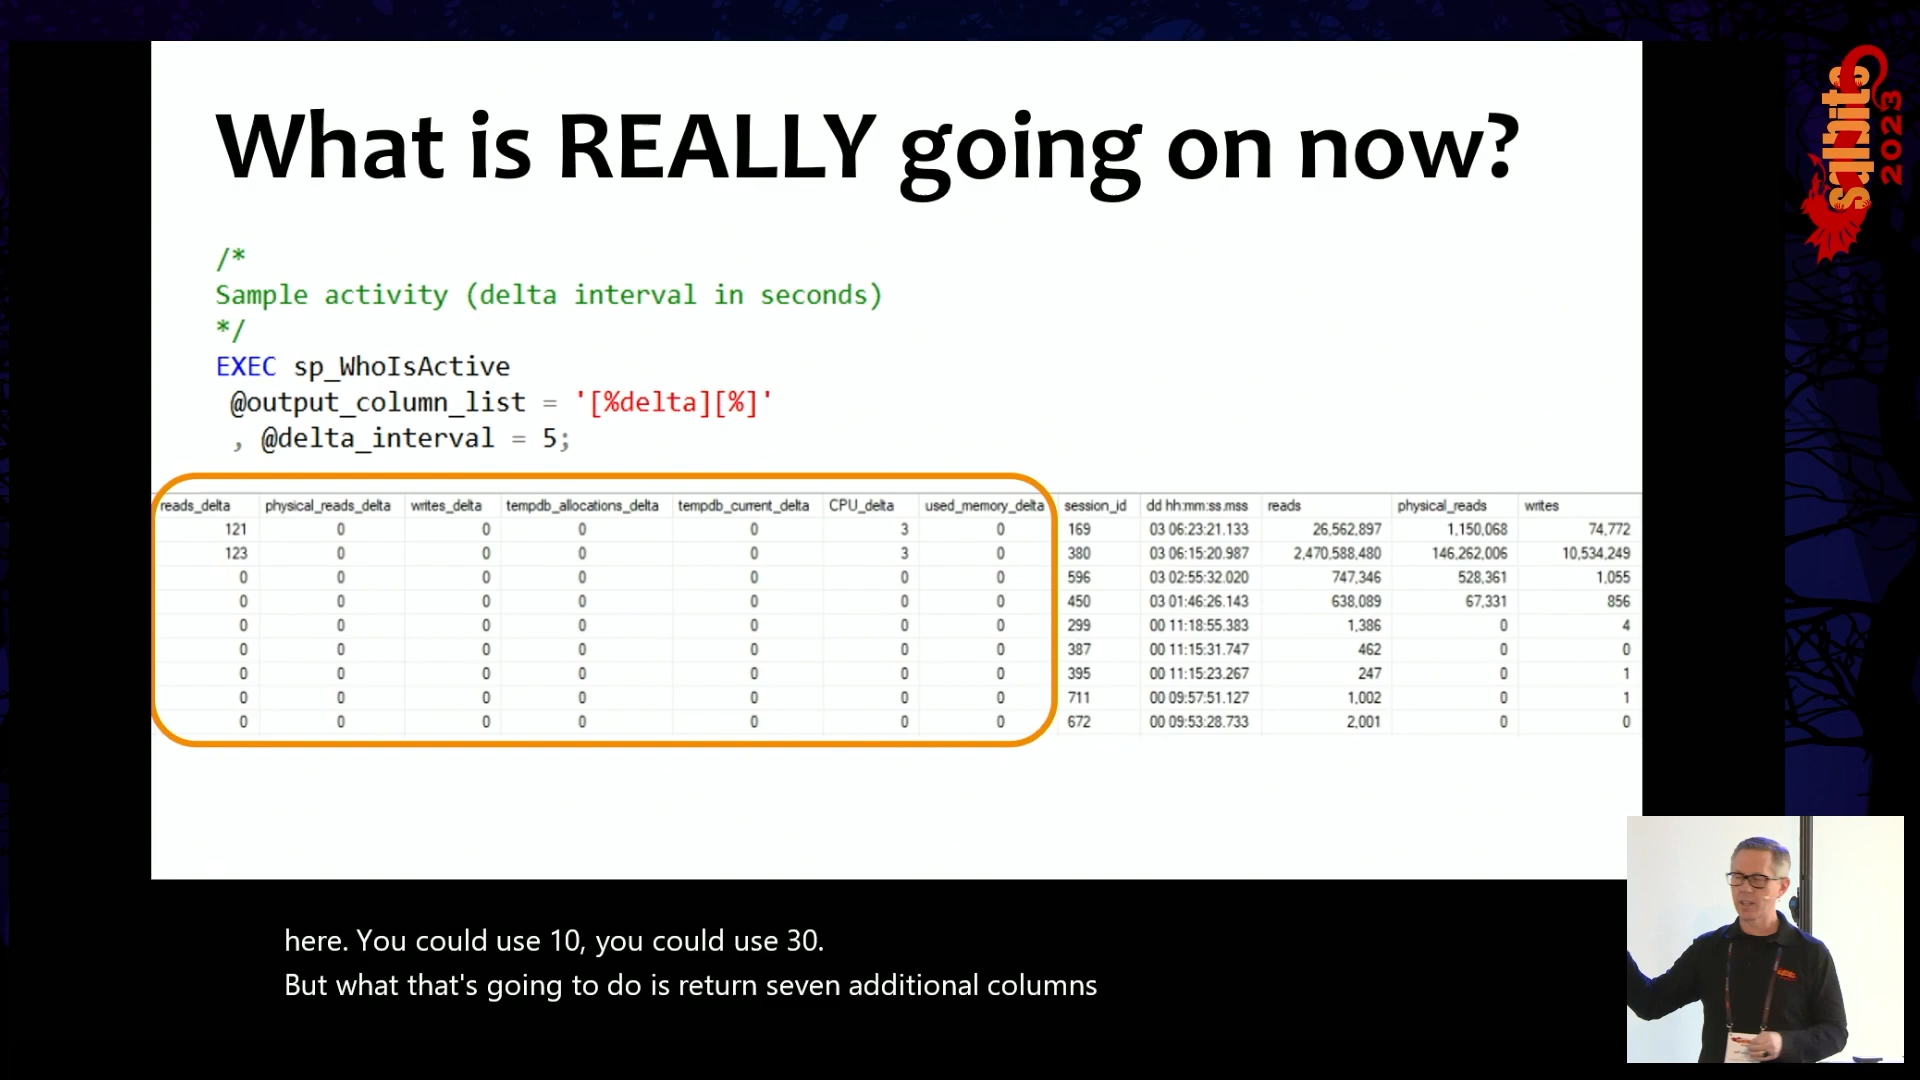 What is REALLY going on now?
/*
Sample activity (delta interval in seconds)
*/
EXEC sp_WhoIsActive
@output_column_list = '[%delta][%]'
, @delta_interval = 5;
reads_delta physical_reads_delta writes_delta tempdb_allocations_delta tempdb_current_delta CPU_delta used_memory_delta session_id dd hh:mm:ss.mss reads physical_reads writes
121 0 0 0 0 3 0 169 03 06:23:21.133 26,562,897 1,150,068 74,772
123 0 0 0 0 3 0 380 03 06:15:20.987 2,470,588,480 146,262,006 10,534,249
0 0 0 0 0 0 0 596 03 02:55:32.020 747,346 528,361 1,055
0 0 0 0 0 0 0 450 03 01:46:26.143 638,089 67,331 856
0 0 0 0 0 0 0 299 00 11:18:55.383 1,386 0 4
0 0 0 0 0 0 0 387 00 11:15:31.747 462 0 0
0 0 0 0 0 0 0 395 00 11:15:23.267 247 0 1
0 0 0 0 0 0 0 711 00 09:57:51.127 1,002 0 1
0 0 0 0 0 0 0 672 00 09:53:28.733 2,001 0 0
here. You could use 10, you could use 30.
But what that's going to do is return seven additional columns
sqlbits
2023